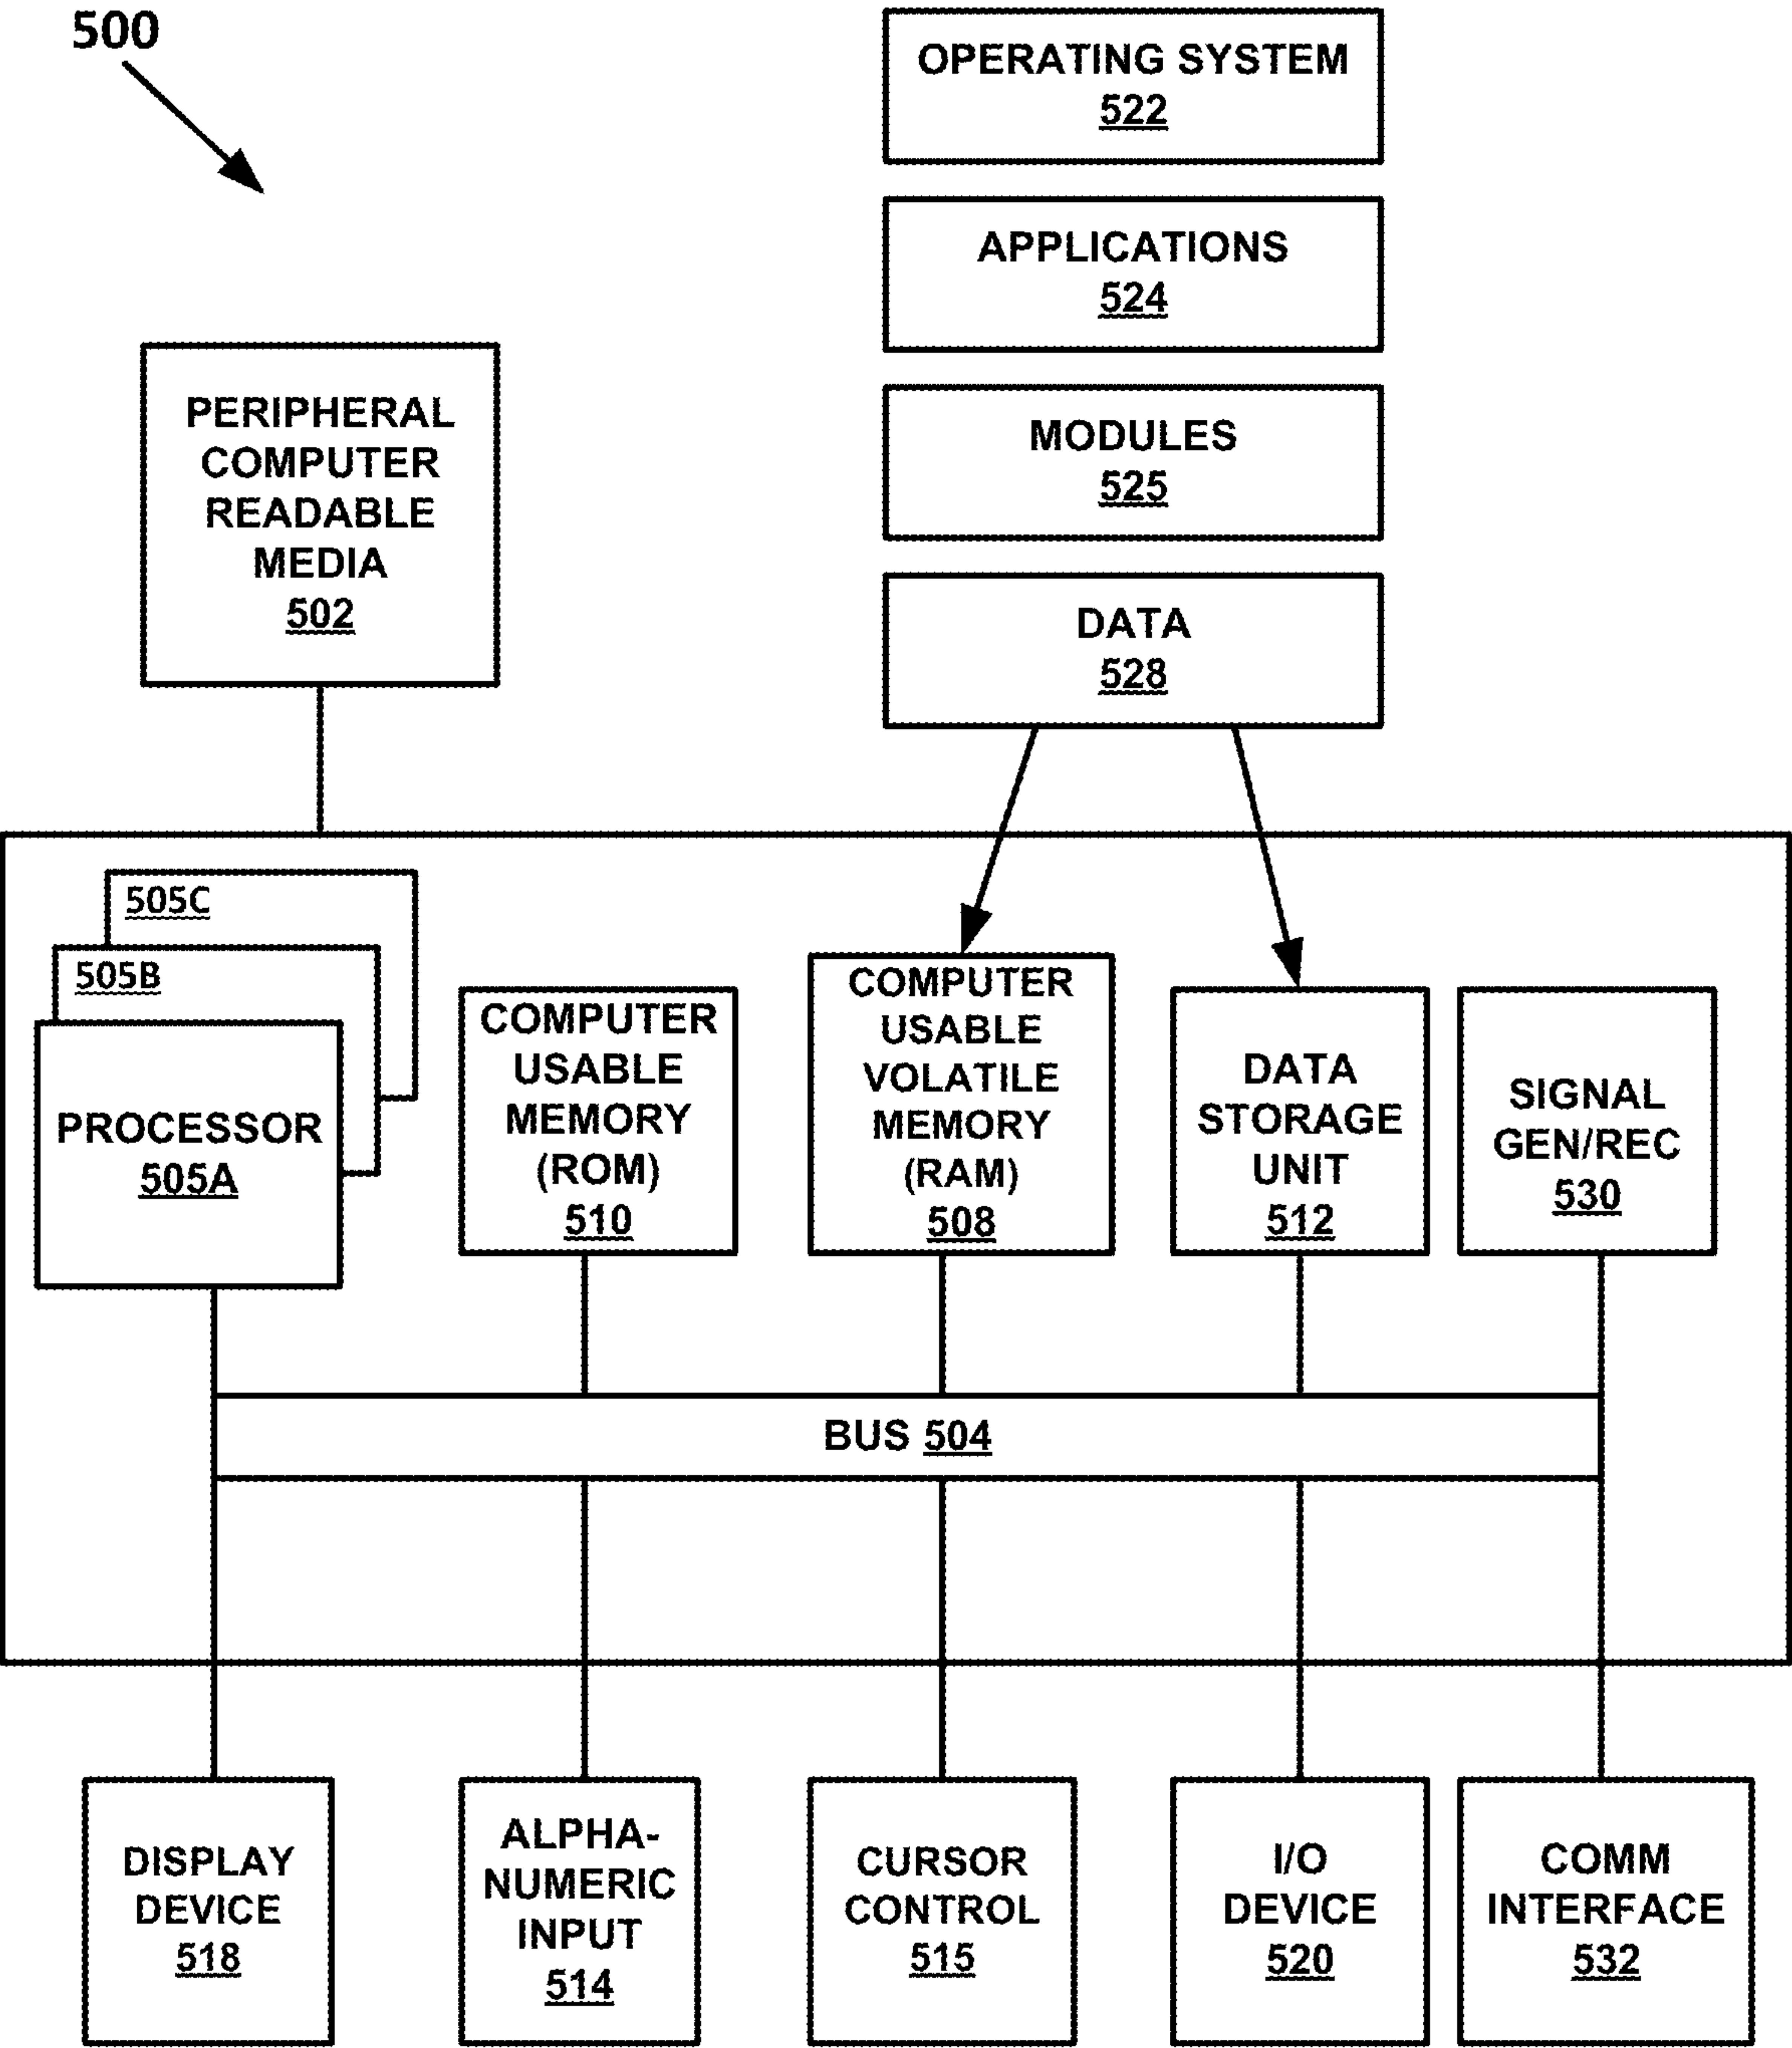 500
OPERATING SYSTEM
522
APPLICATIONS
524
MODULES
525
DATA
528
PERIPHERAL
COMPUTER
READABLE
MEDIA
502
505C
505B
PROCESSOR
505A
COMPUTER
USABLE
MEMORY
(ROM)
510
COMPUTER
USABLE
VOLATILE
MEMORY
(RAM)
508
DATA
STORAGE
UNIT
512
SIGNAL
GEN/REC
530
BUS 504
DISPLAY
DEVICE
518
ALPHA-
NUMERIC
INPUT
514
CURSOR
CONTROL
515
I/O
DEVICE
520
COMM
INTERFACE
532